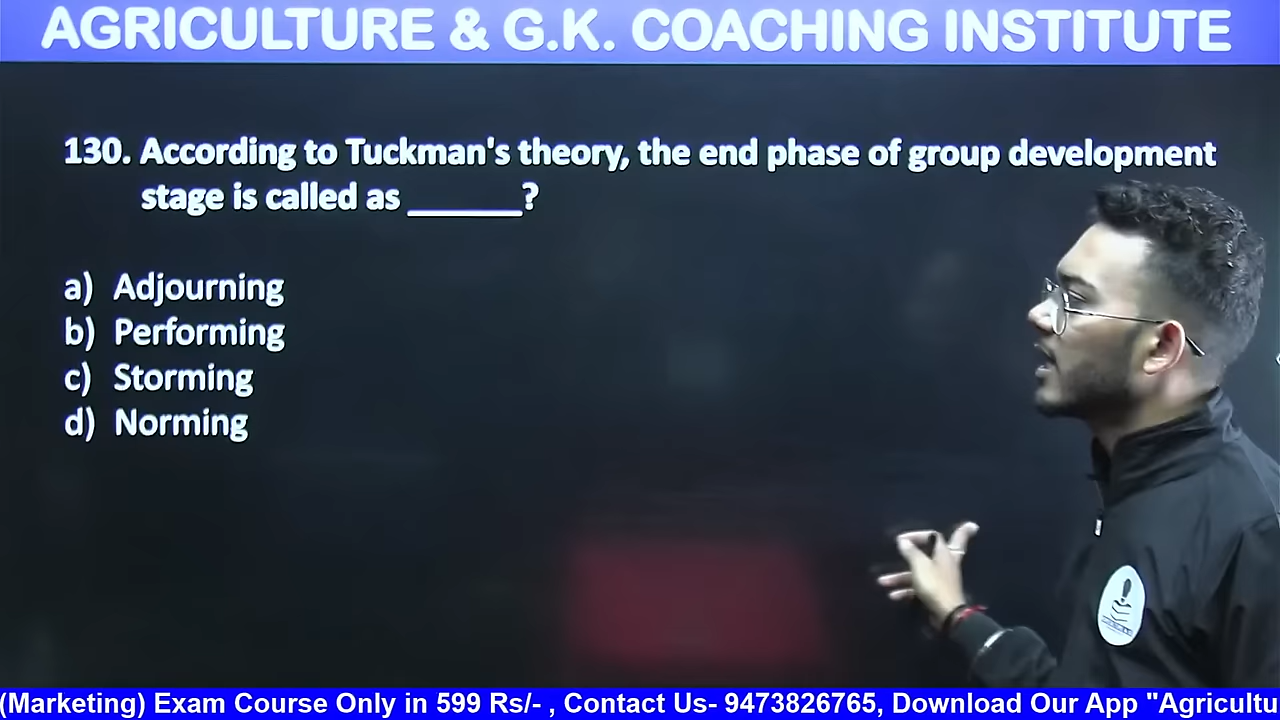 AGRICULTURE & G.K. COACHING INSTITUTE
130. According to Tuckman's theory, the end phase of group development
stage is called as ______?
a) Adjourning
b) Performing
c) Storming
d) Norming
(Marketing) Exam Course Only in 599 Rs/- , Contact Us- 9473826765, Download Our App "Agricultu